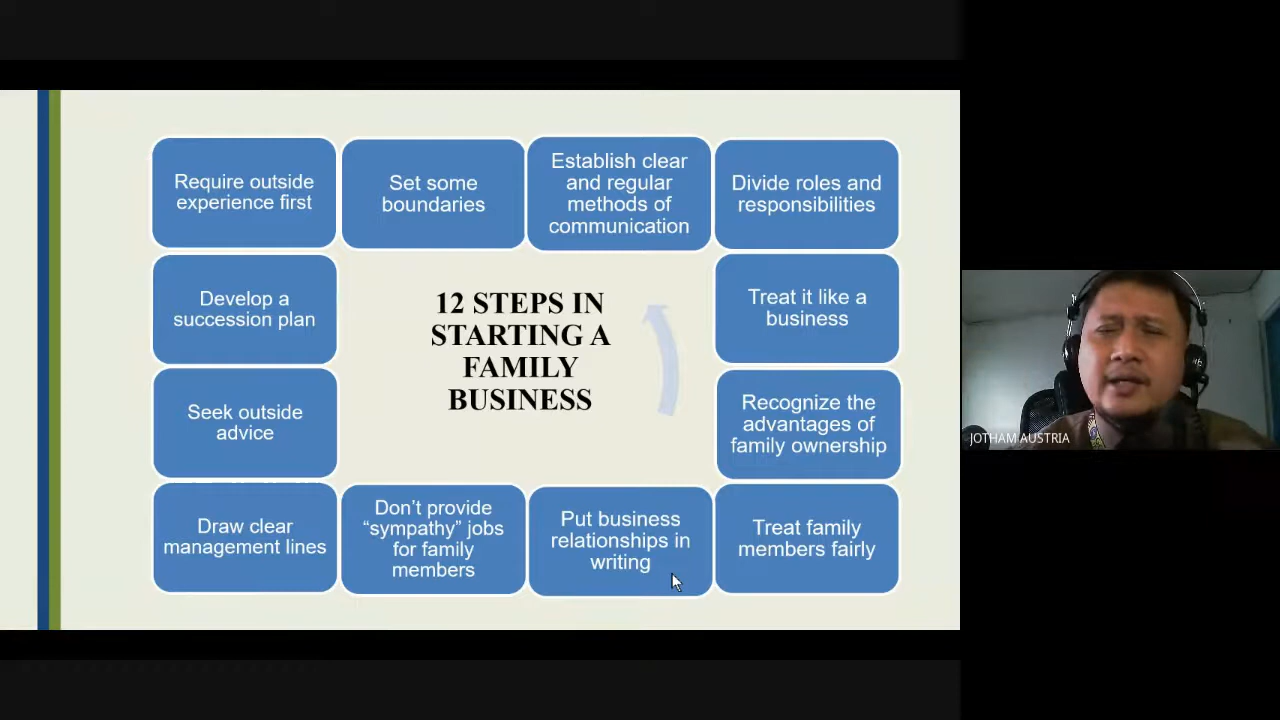 Require outside
experience first
Set some
boundaries
Establish clear
and regular
methods of
communication
Divide roles and
responsibilities
Develop a
succession plan
12 STEPS IN
STARTING A
FAMILY
BUSINESS
Treat it like a
business
Seek outside
advice
Recognize the
advantages of
family ownership
Draw clear
management lines
Don’t provide
“sympathy” jobs
for family
members
Put business
relationships in
writing
Treat family
members fairly
JOTHAM AUSTRIA